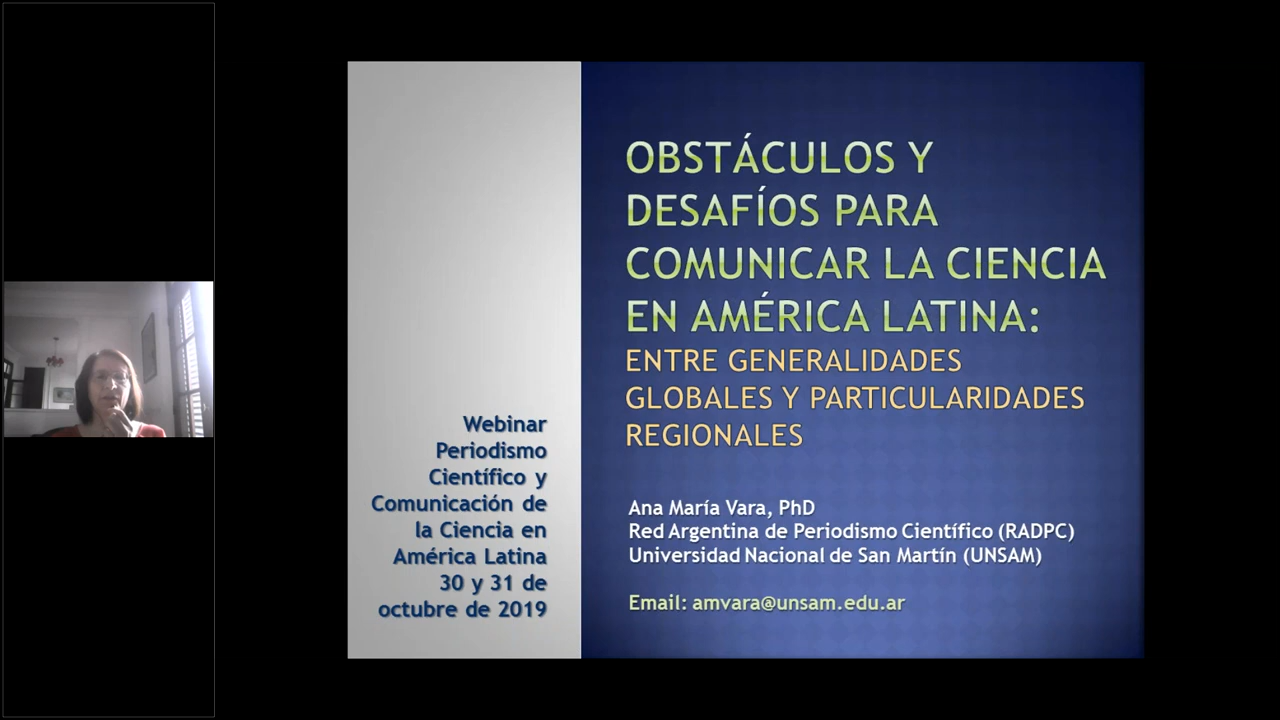 OBSTÁCULOS Y
DESAFÍOS PARA
COMUNICAR LA CIENCIA
EN AMÉRICA LATINA:
ENTRE GENERALIDADES
GLOBALES Y PARTICULARIDADES
REGIONALES
Webinar
Periodismo
Científico y
Comunicación de
la Ciencia en
América Latina
30 y 31 de
octubre de 2019
Ana María Vara, PhD
Red Argentina de Periodismo Científico (RADPC)
Universidad Nacional de San Martín (UNSAM)
Email: amvara@unsam.edu.ar